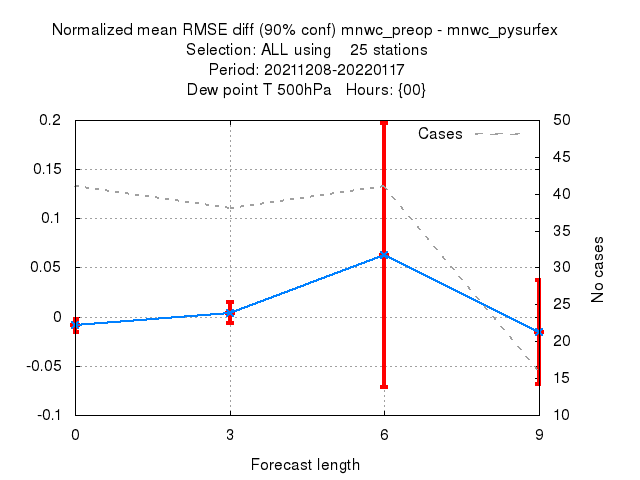 Normalized mean RMSE diff (90% conf) mnwc_preop - mnwc_pysurfex
Selection: ALL using 25 stations
Period: 20211208-20220117
Dew point T 500hPa Hours: {00}
Cases
0.2
0.15
0.1
0.05
0
-0.05
-0.1
50
45
40
35
30
25
20
15
10
No cases
0 3 6 9
Forecast length